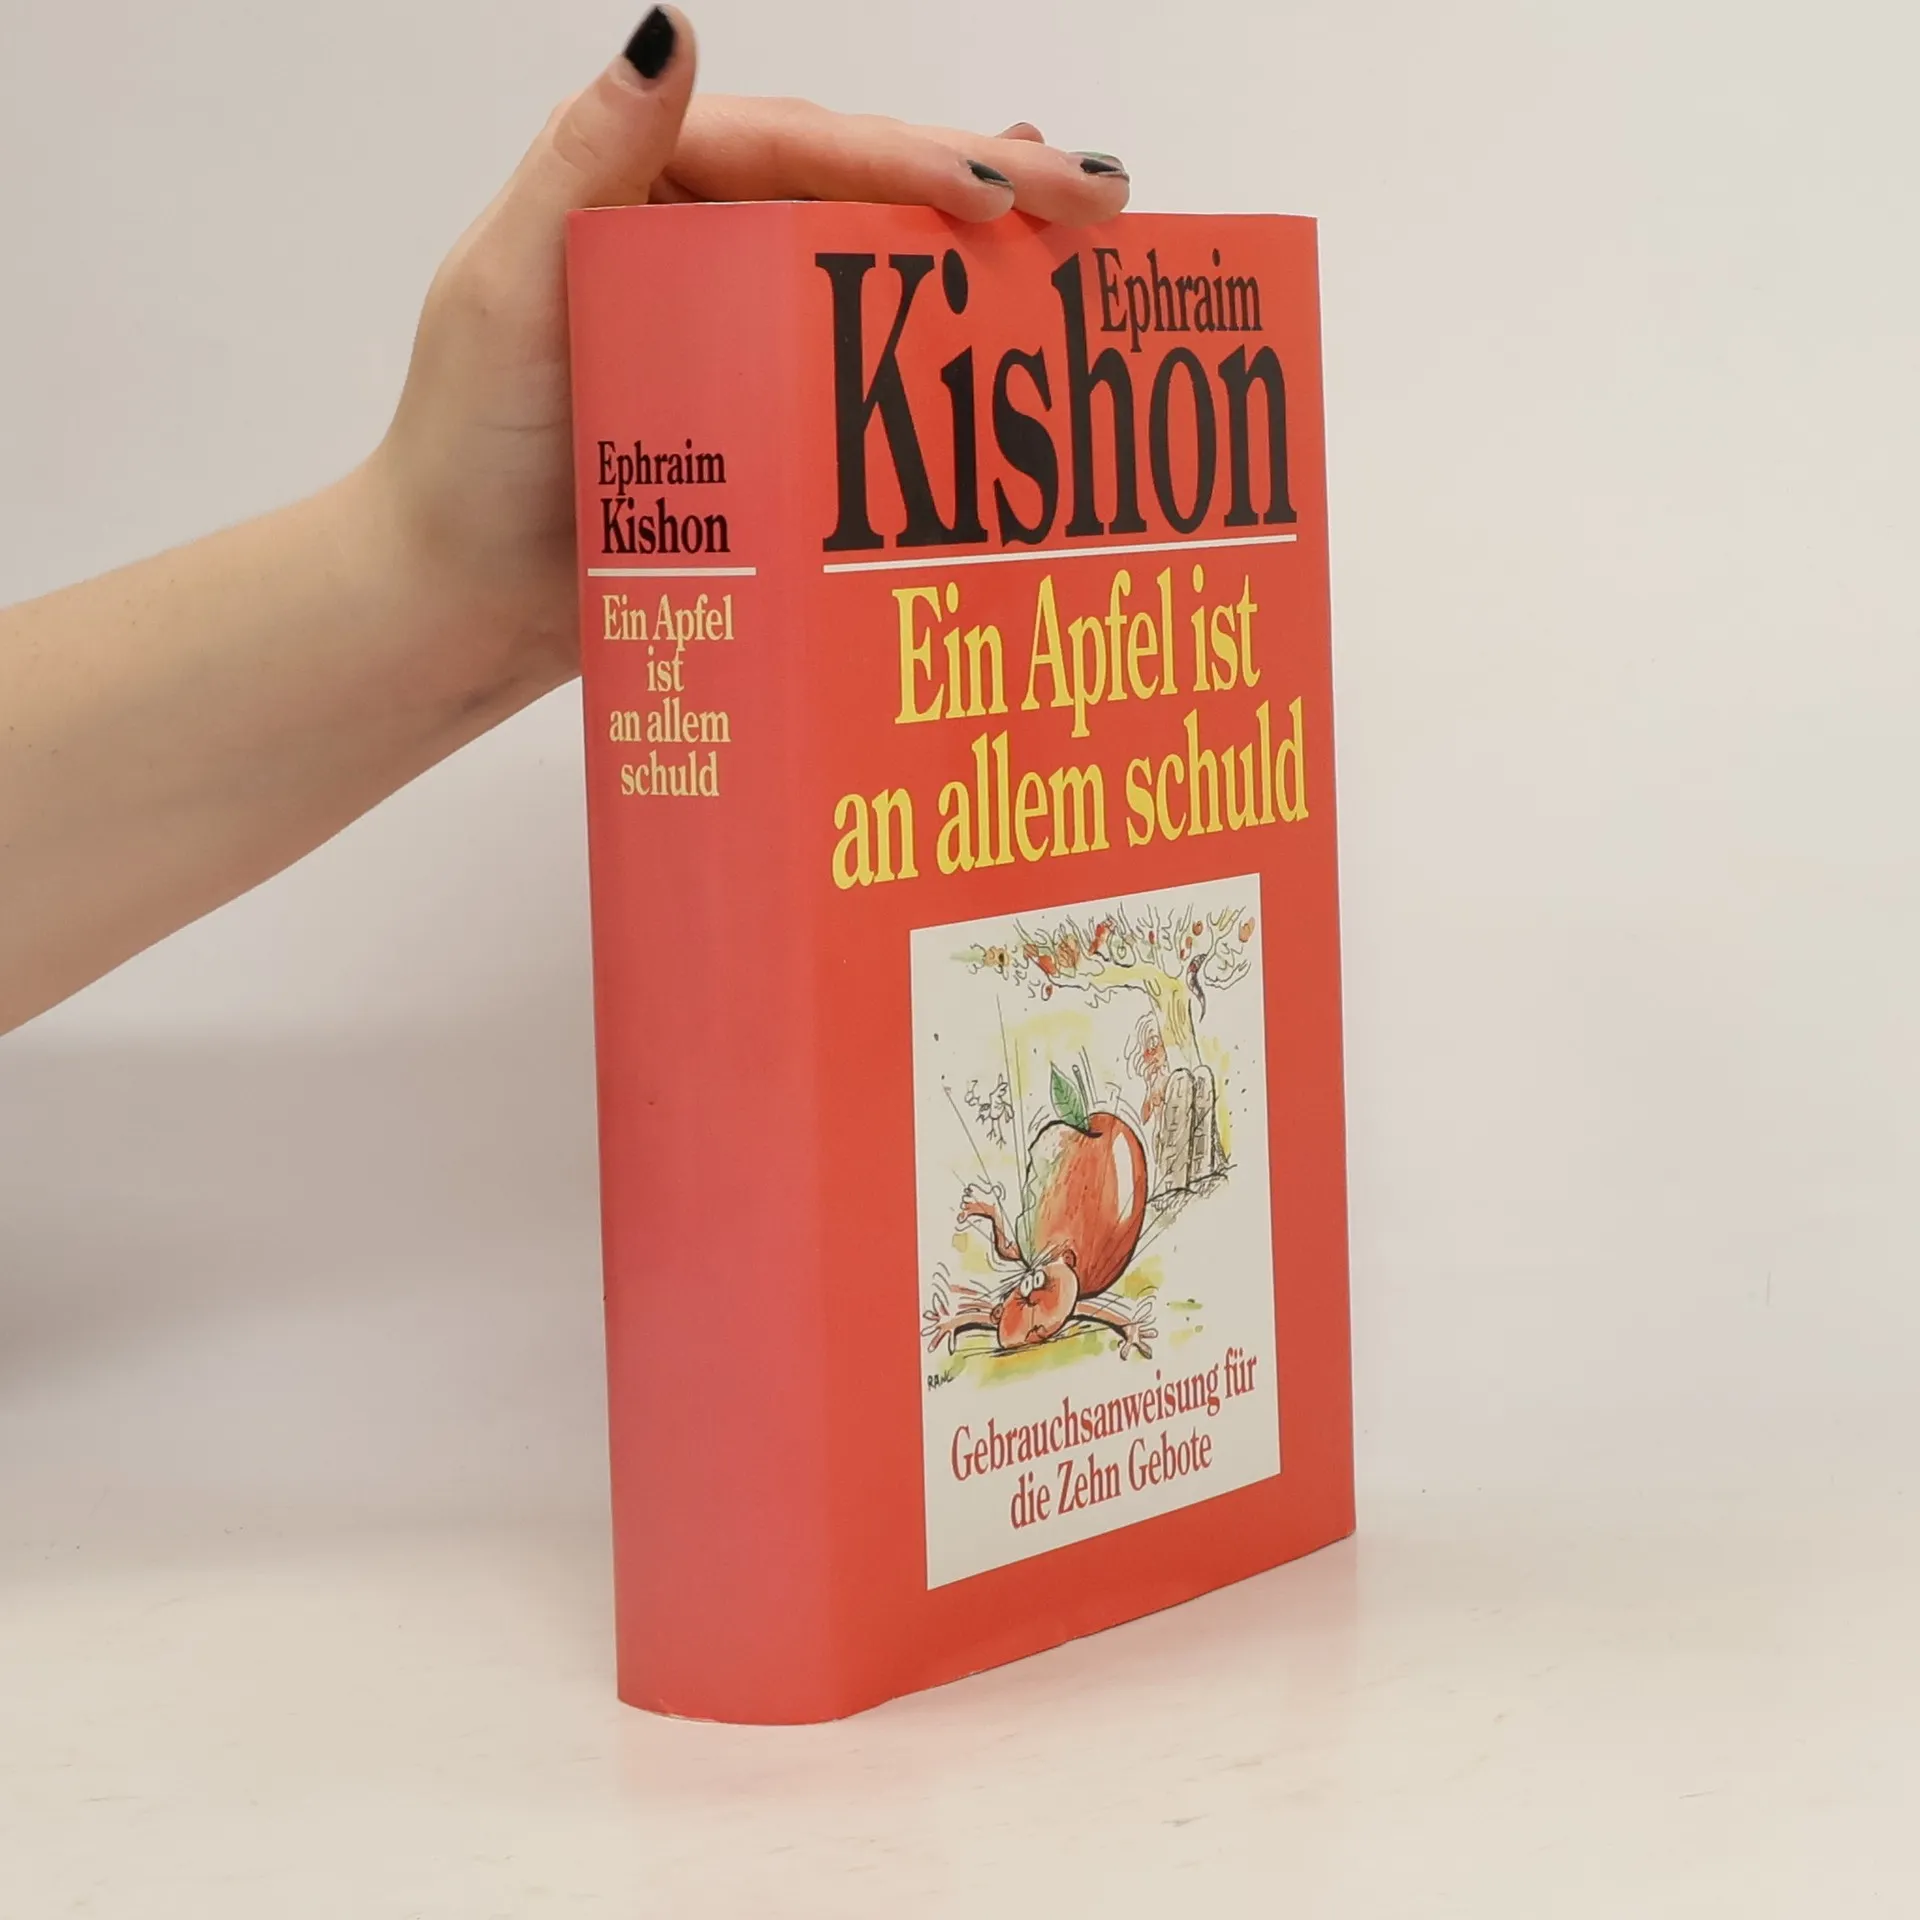 Ephraim
Kishon
Ein Apfel
ist
an allem
schuld
Ephraim
Kishon
Ein Apfel ist
an allem schuld
RANL
Gebrauchsanweisung für
die Zehn Gebote